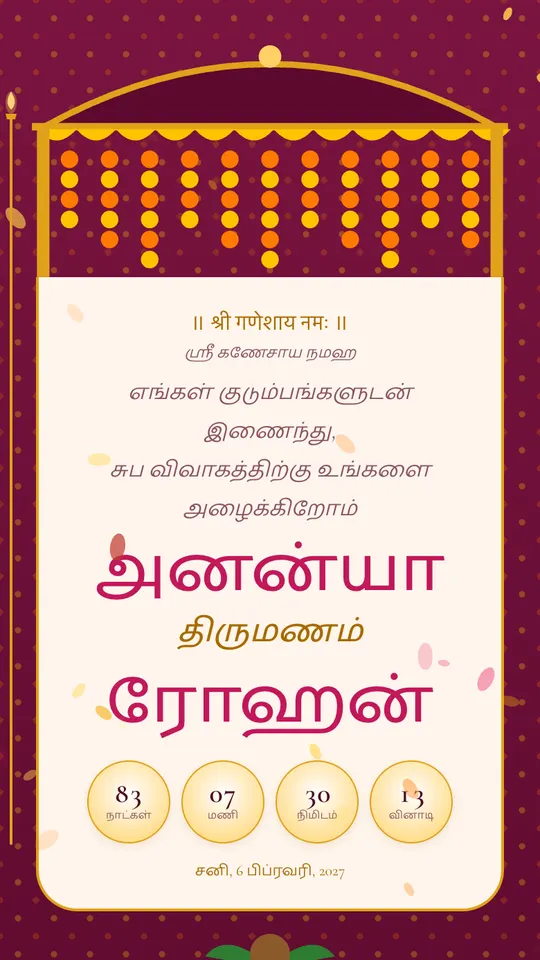 ॥ श्री गणेशाय नमः ॥
ஸ்ரீ கணேசாய நமஹ
எங்கள் குடும்பங்களுடன்
இணைந்து,
சுப விவாகத்திற்கு உங்களை
அழைக்கிறோம்
அனன்யா
திருமணம்
ரோஹன்
83 07 30 13
நாட்கள் மணி நிமிடம் வினாடி
சனி, 6 பிப்ரவரி, 2027